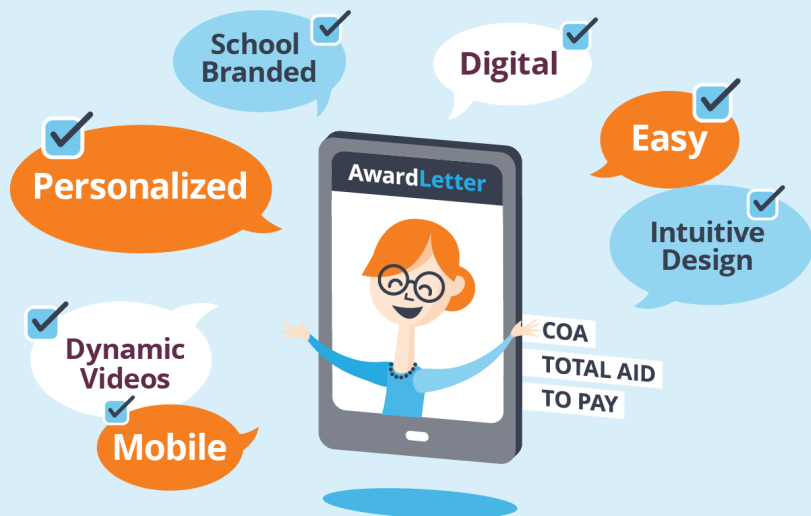 School
Branded
Digital
Easy
Personalized
AwardLetter
Intuitive
Design
COA
TOTAL AID
TO PAY
Dynamic
Videos
Mobile